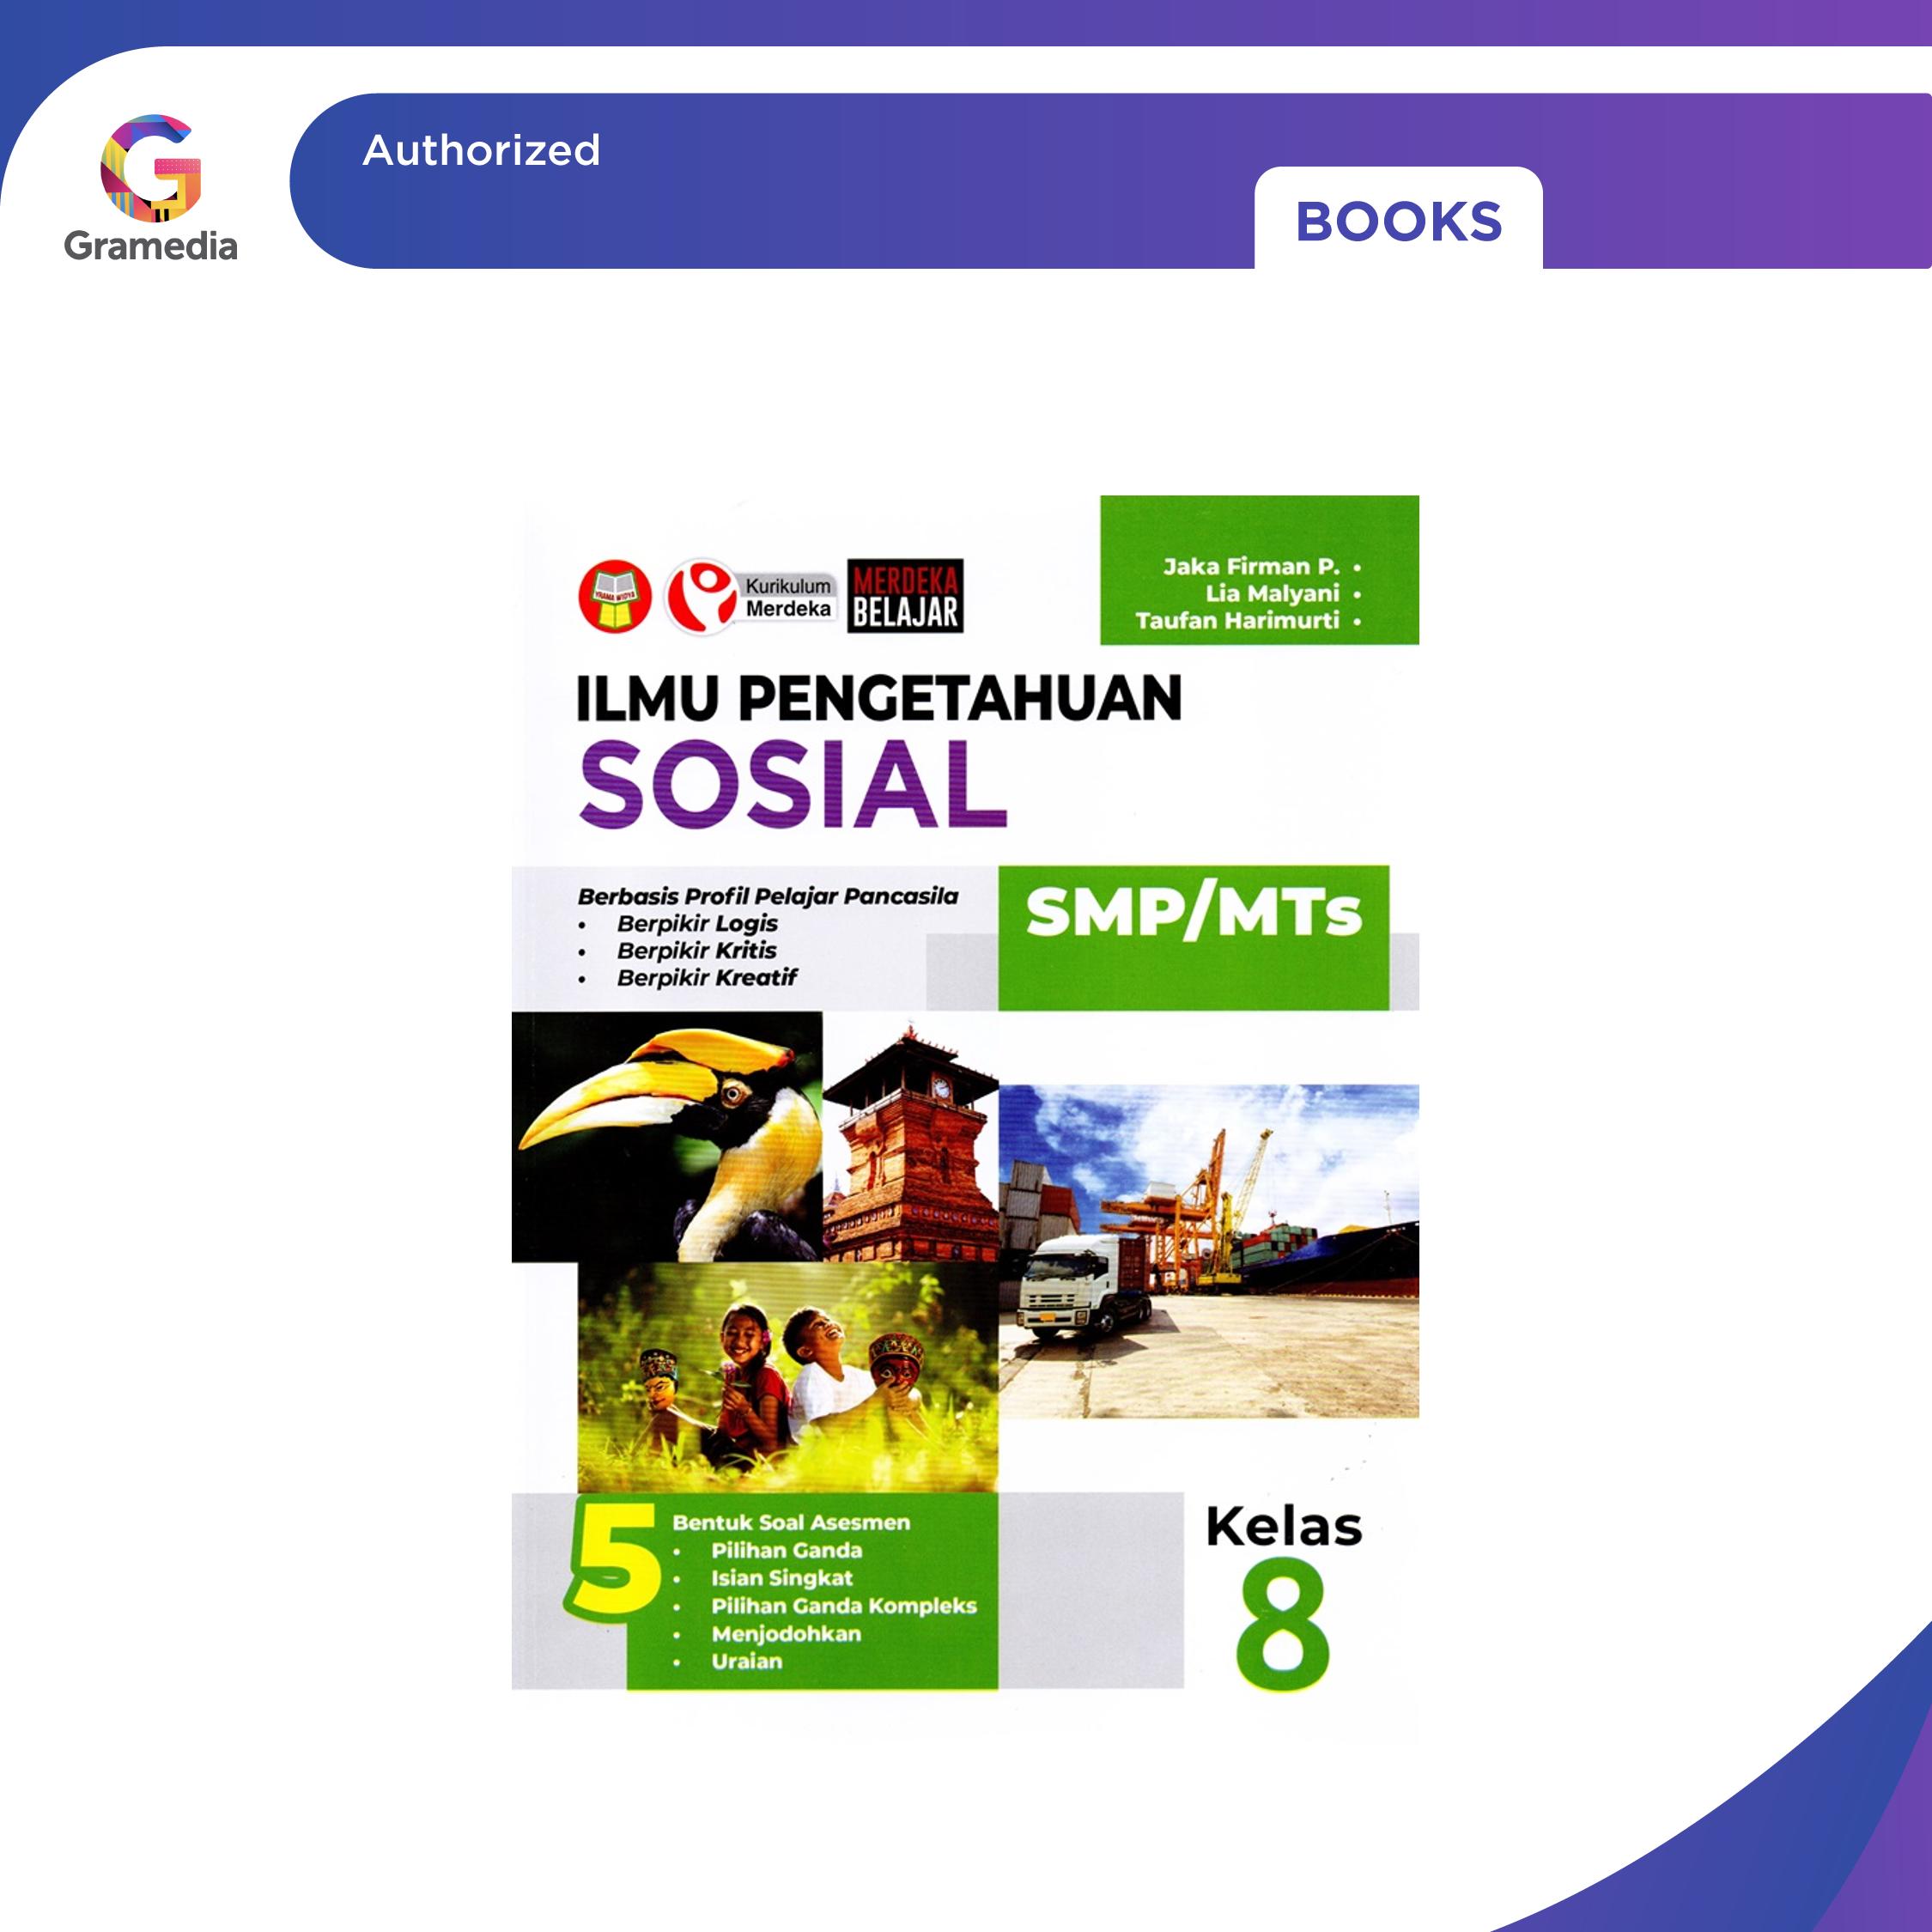 Gramedia
Authorized
BOOKS
YRAMA WIDYA
Kurikulum
Merdeka
MERDEKA
BELAJAR
Jaka Firman P. •
Lia Malyani •
Taufan Harimurti •
ILMU PENGETAHUAN
SOSIAL
Berbasis Profil Pelajar Pancasila
• Berpikir Logis
• Berpikir Kritis
• Berpikir Kreatif
SMP/MTs
5 Bentuk Soal Asesmen
• Pilihan Ganda
• Isian Singkat
• Pilihan Ganda Kompleks
• Menjodohkan
• Uraian
Kelas
8